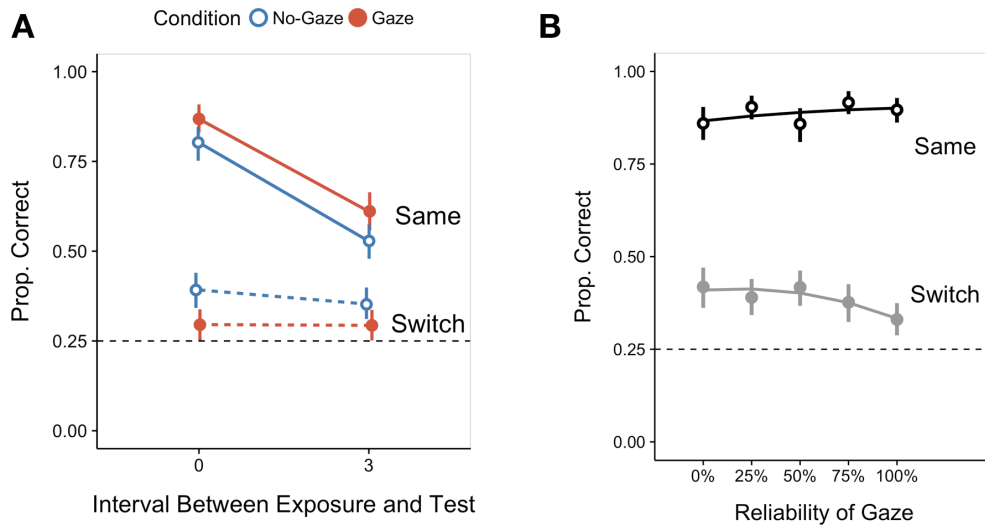 A
Condition No-Gaze Gaze
1.00
0.75
0.50
0.25
0.00
Prop. Correct
Same
Switch
0 3
Interval Between Exposure and Test
B
1.00
0.75
0.50
0.25
0.00
Prop. Correct
Same
Switch
0% 25% 50% 75% 100%
Reliability of Gaze